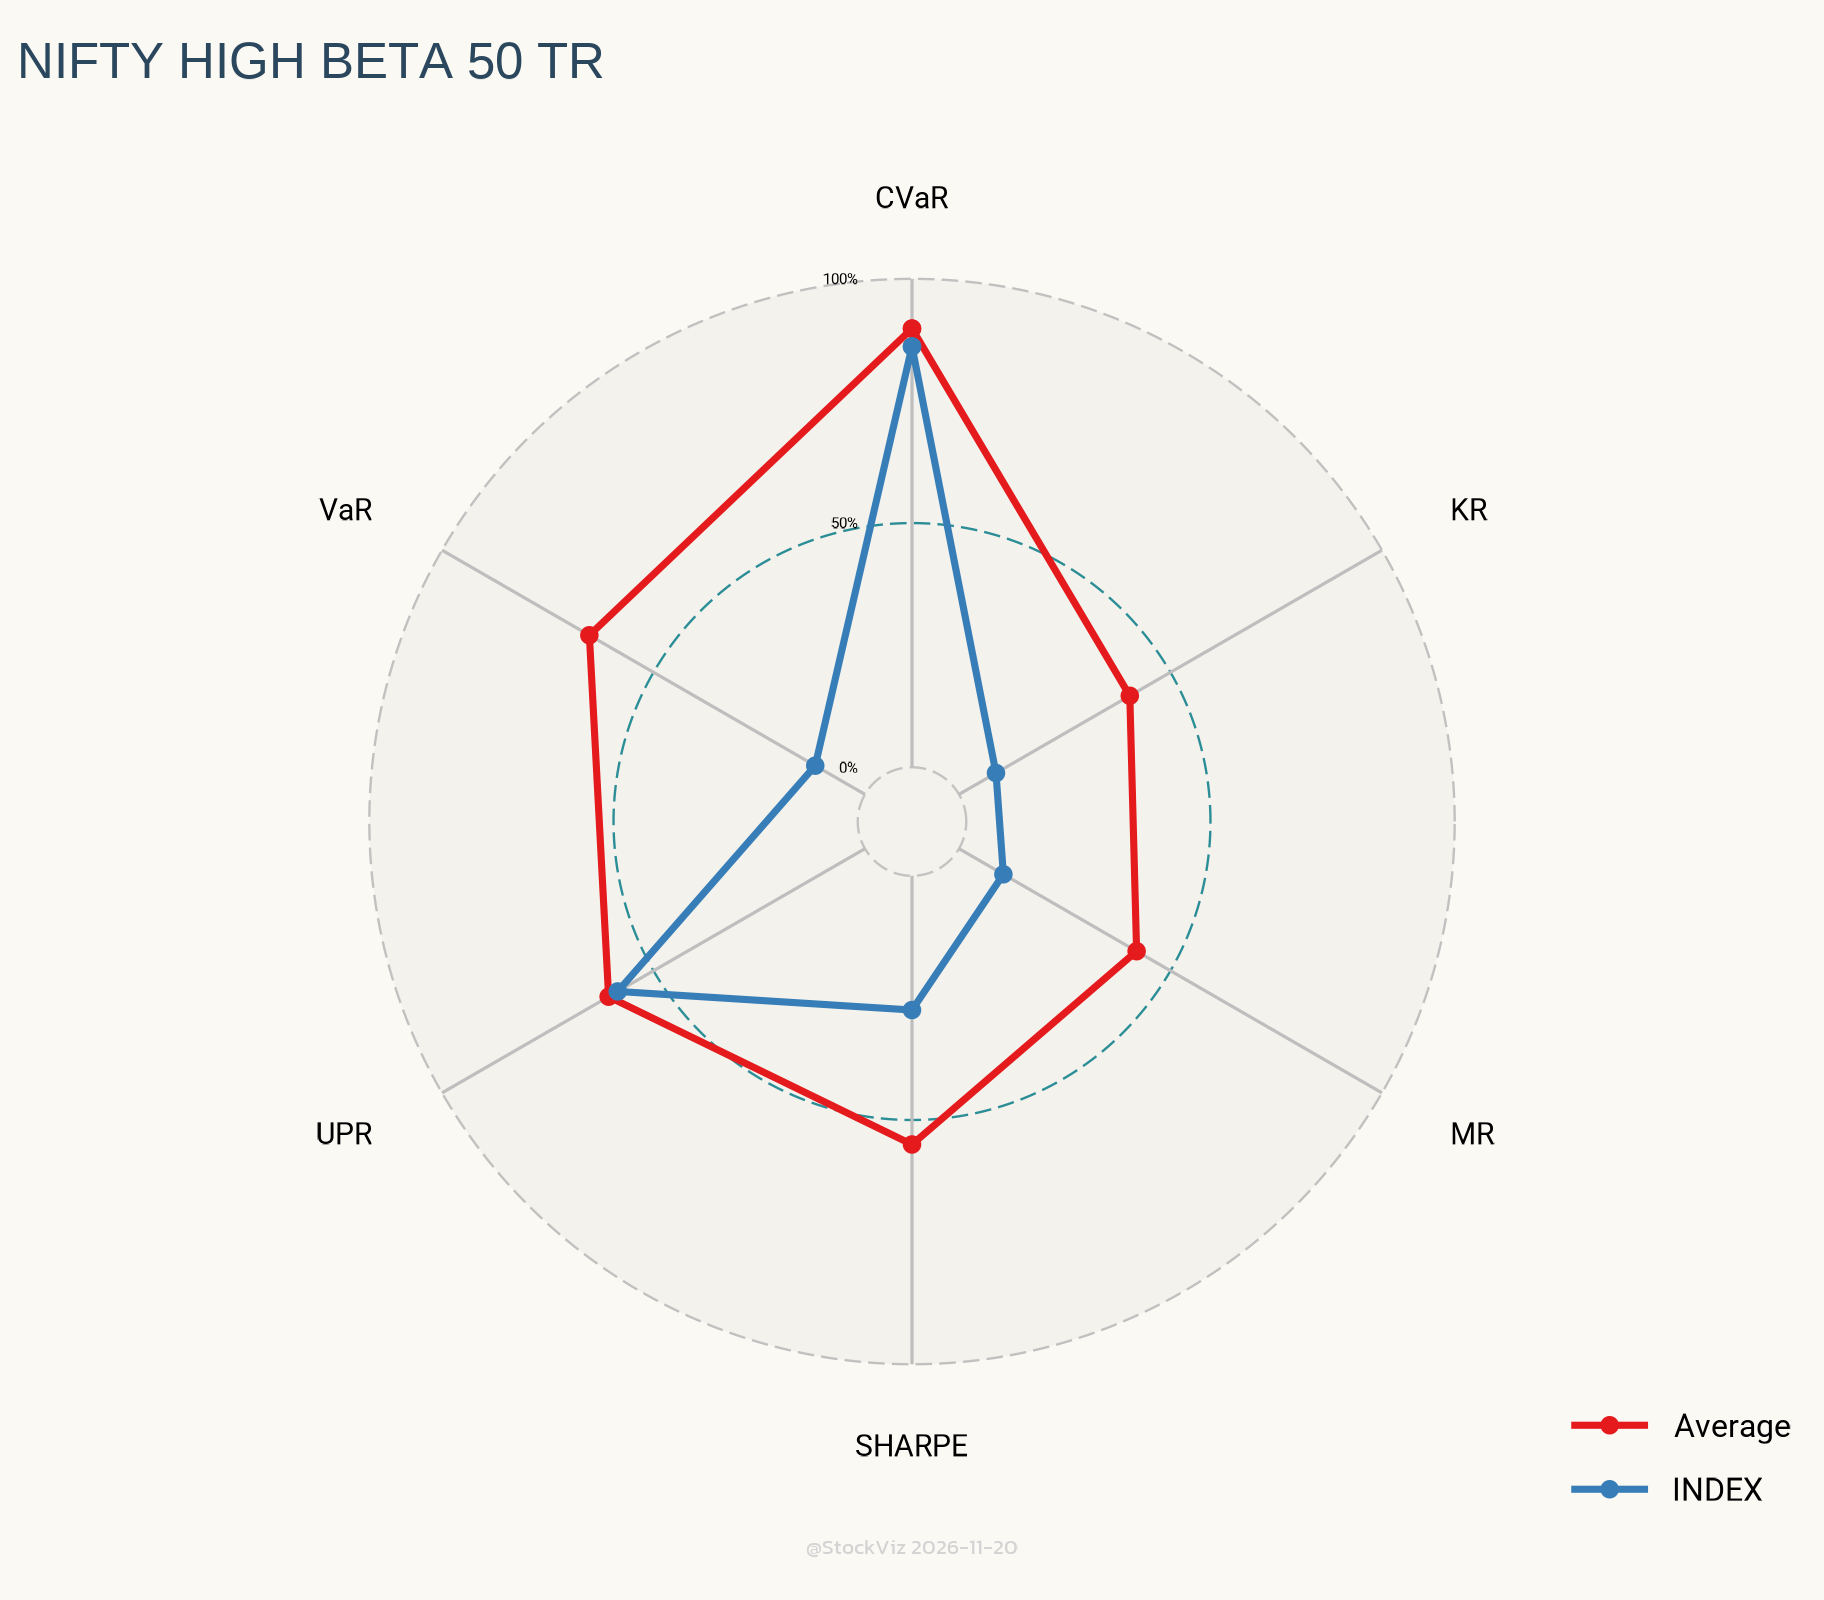 NIFTY HIGH BETA 50 TR
CVaR
100%
VaR
KR
50%
0%
UPR
MR
SHARPE
Average
INDEX
@StockViz 2026-11-20